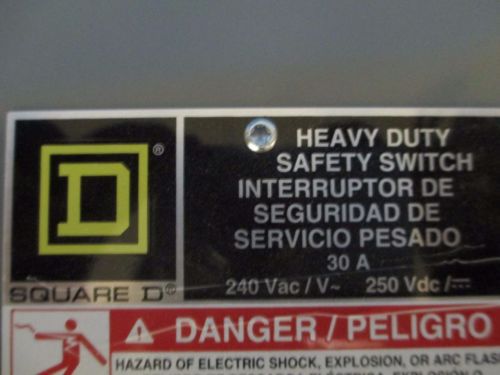 D®
SQUARE D®
HEAVY DUTY
SAFETY SWITCH
INTERRUPTOR DE
SEGURIDAD DE
SERVICIO PESADO
30 A
240 Vac / V~ 250 Vdc /⎓
DANGER / PELIGRO
HAZARD OF ELECTRIC SHOCK, EXPLOSION, OR ARC FLAS